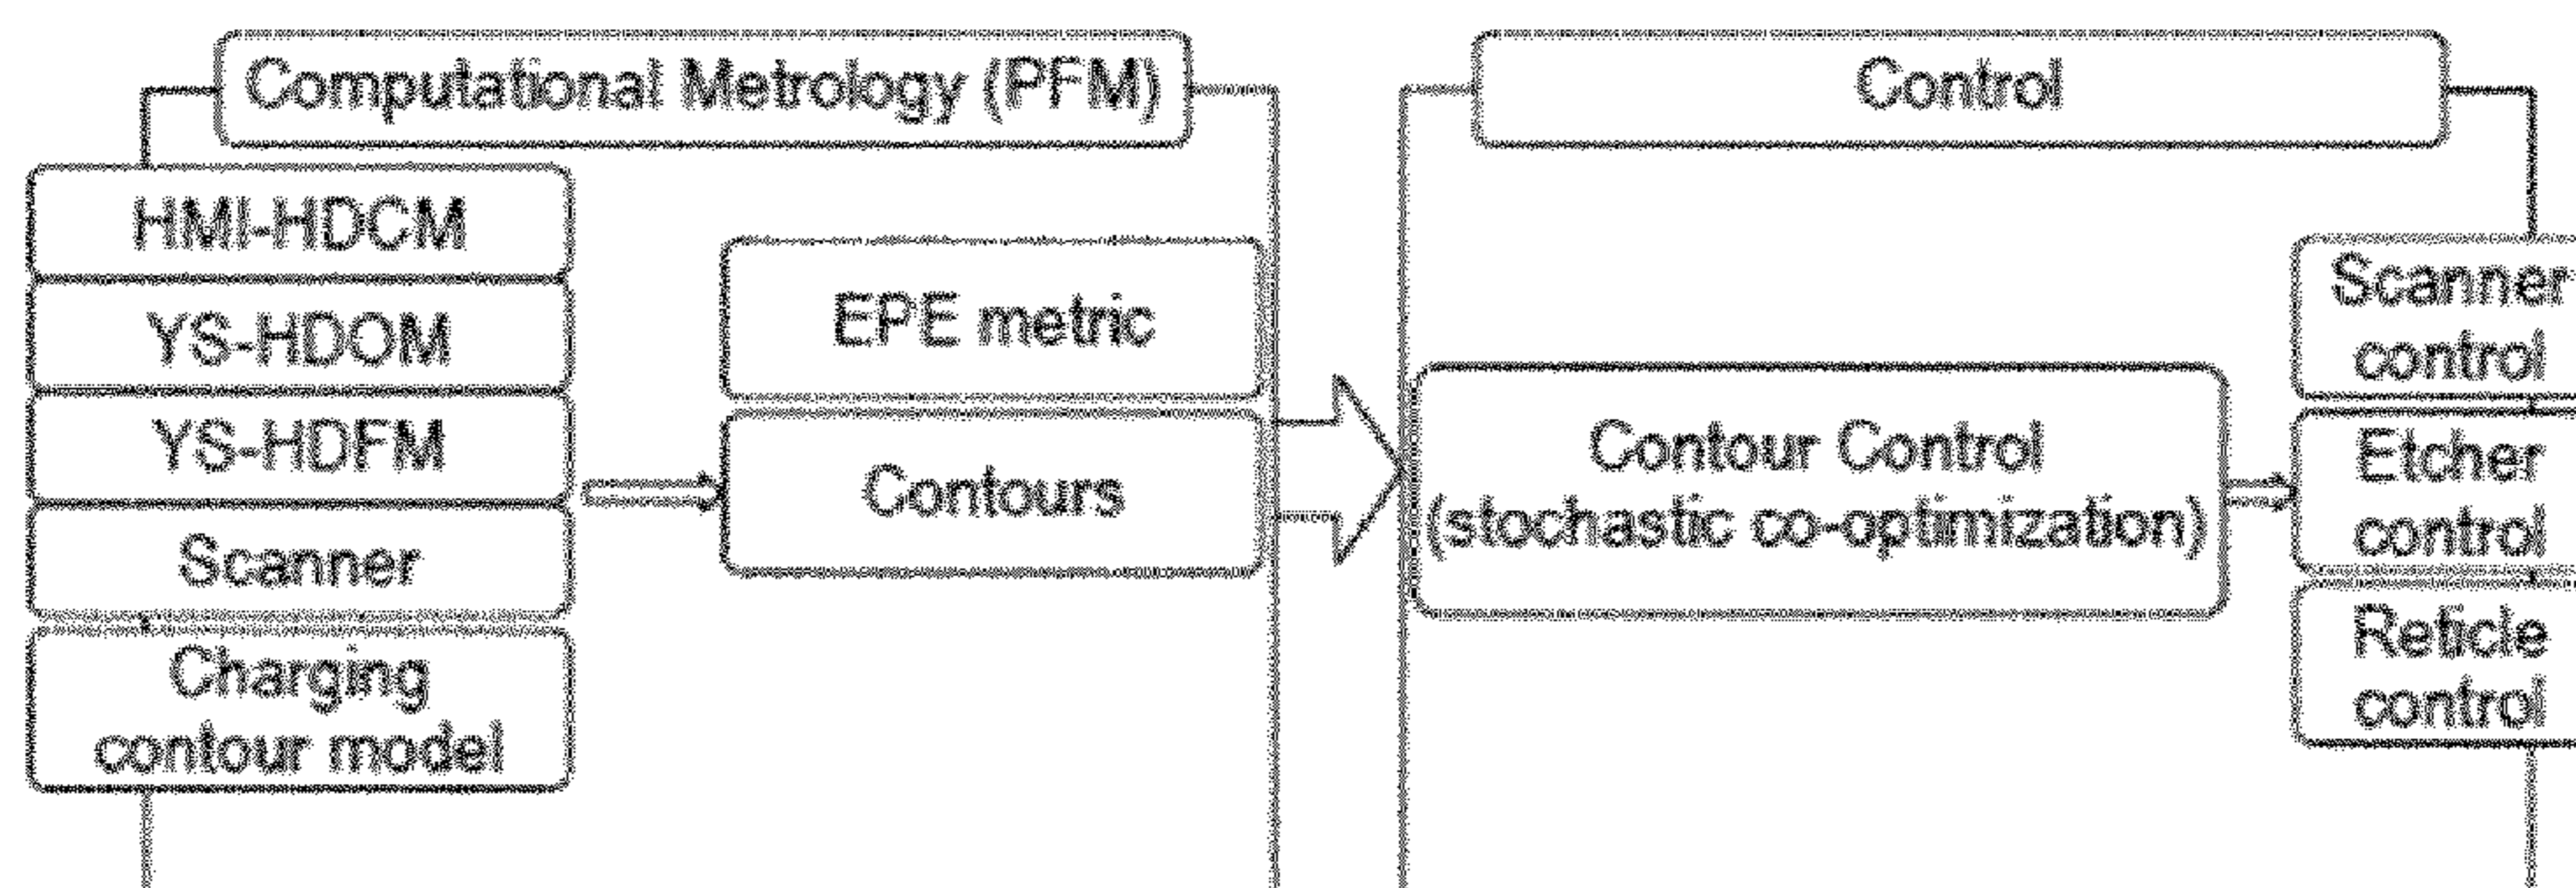 Computational Metrology (PFM)
HMI-HDCM
YS-HDOM
YS-HDFM
Scanner
Charging
contour model
EPE metric
Contours
Control
Contour Control
(stochastic co-optimization)
Scanner
control
Etcher
control
Reticle
control